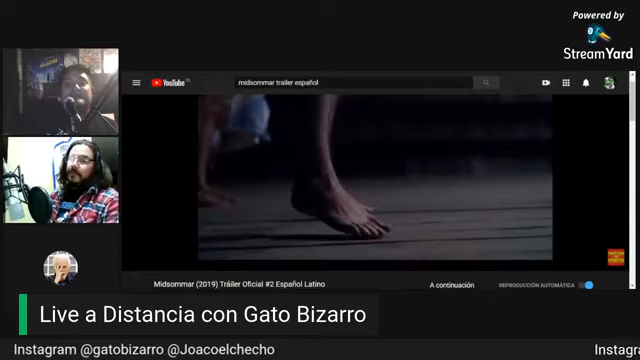 Powered by
StreamYard
YouTube
midsommar trailer español
Midsommar (2019) Tráiler Oficial #2 Español Latino
A continuación
REPRODUCCIÓN AUTOMÁTICA
Live a Distancia con Gato Bizarro
Instagram @gatobizarro @Joacoelchecho
Instagr